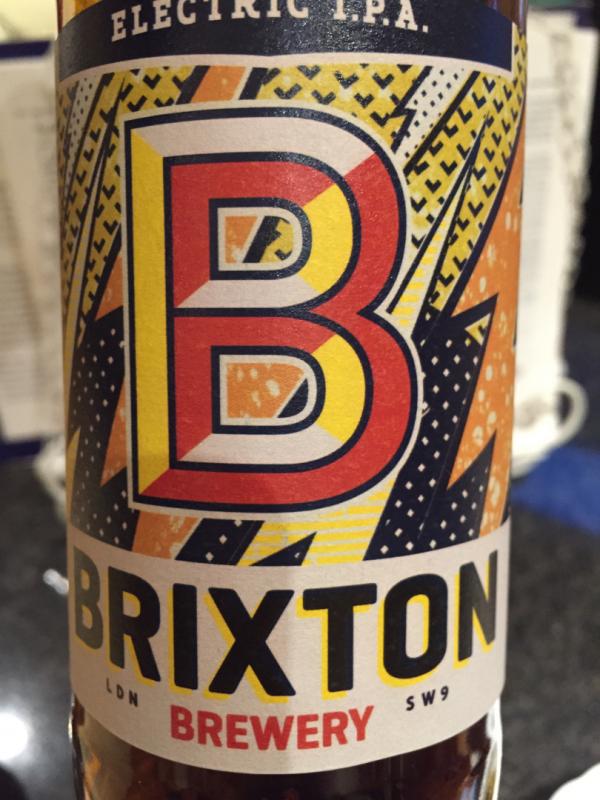 ELECTRIC I.P.A.
B
BRIXTON
LDN SW9
BREWERY